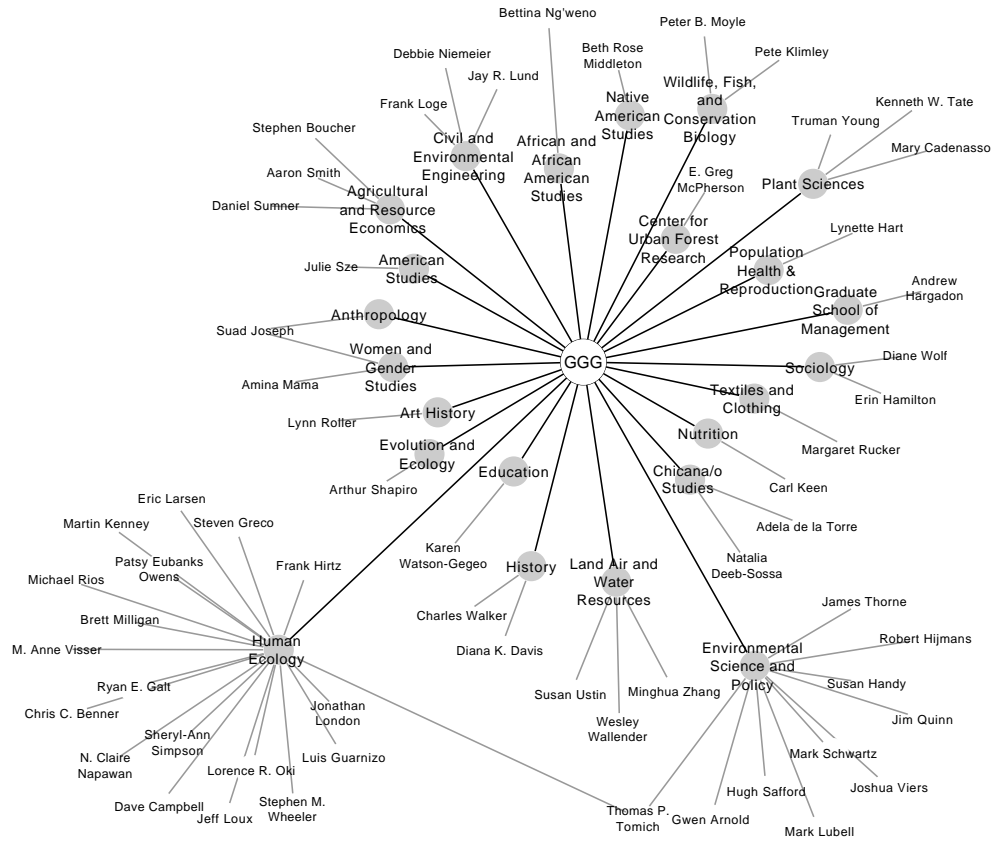 Bettina Ng'weno
Peter B. Moyle
Debbie Niemeier
Beth Rose
Middleton
Pete Klimley
Jay R. Lund
Frank Loge
Wildlife, Fish,
and
Conservation
Biology
Native
American
Studies
Kenneth W. Tate
Truman Young
Stephen Boucher
Civil and
Environmental
Engineering
African and
African
American
Studies
Mary Cadenasso
Aaron Smith
E. Greg
McPherson
Plant Sciences
Agricultural
and Resource
Economics
Daniel Sumner
Center for
Urban Forest
Research
Lynette Hart
Population
Health &
Reproduction
Julie Sze
American
Studies
Andrew
Hargadon
Graduate
School of
Management
Anthropology
Suad Joseph
Women and
Gender
Studies
GGG
Diane Wolf
Sociology
Amina Mama
Erin Hamilton
Textiles and
Clothing
Art History
Lynn Roller
Nutrition
Margaret Rucker
Evolution and
Ecology
Education
Chicana/o
Studies
Arthur Shapiro
Carl Keen
Eric Larsen
Martin Kenney
Steven Greco
Adela de la Torre
Karen
Watson-Gegeo
Natalia
Deeb-Sossa
Patsy Eubanks
Owens
Frank Hirtz
History
Land Air and
Water
Resources
Michael Rios
James Thorne
Brett Milligan
Charles Walker
Robert Hijmans
Human
Ecology
M. Anne Visser
Diana K. Davis
Environmental
Science and
Policy
Ryan E. Galt
Susan Ustin
Minghua Zhang
Susan Handy
Chris C. Benner
Jonathan
London
Jim Quinn
Sheryl-Ann
Simpson
Wesley
Wallender
N. Claire
Napawan
Luis Guarnizo
Mark Schwartz
Lorence R. Oki
Joshua Viers
Hugh Safford
Dave Campbell
Jeff Loux
Stephen M.
Wheeler
Thomas P.
Tomich
Gwen Arnold
Mark Lubell